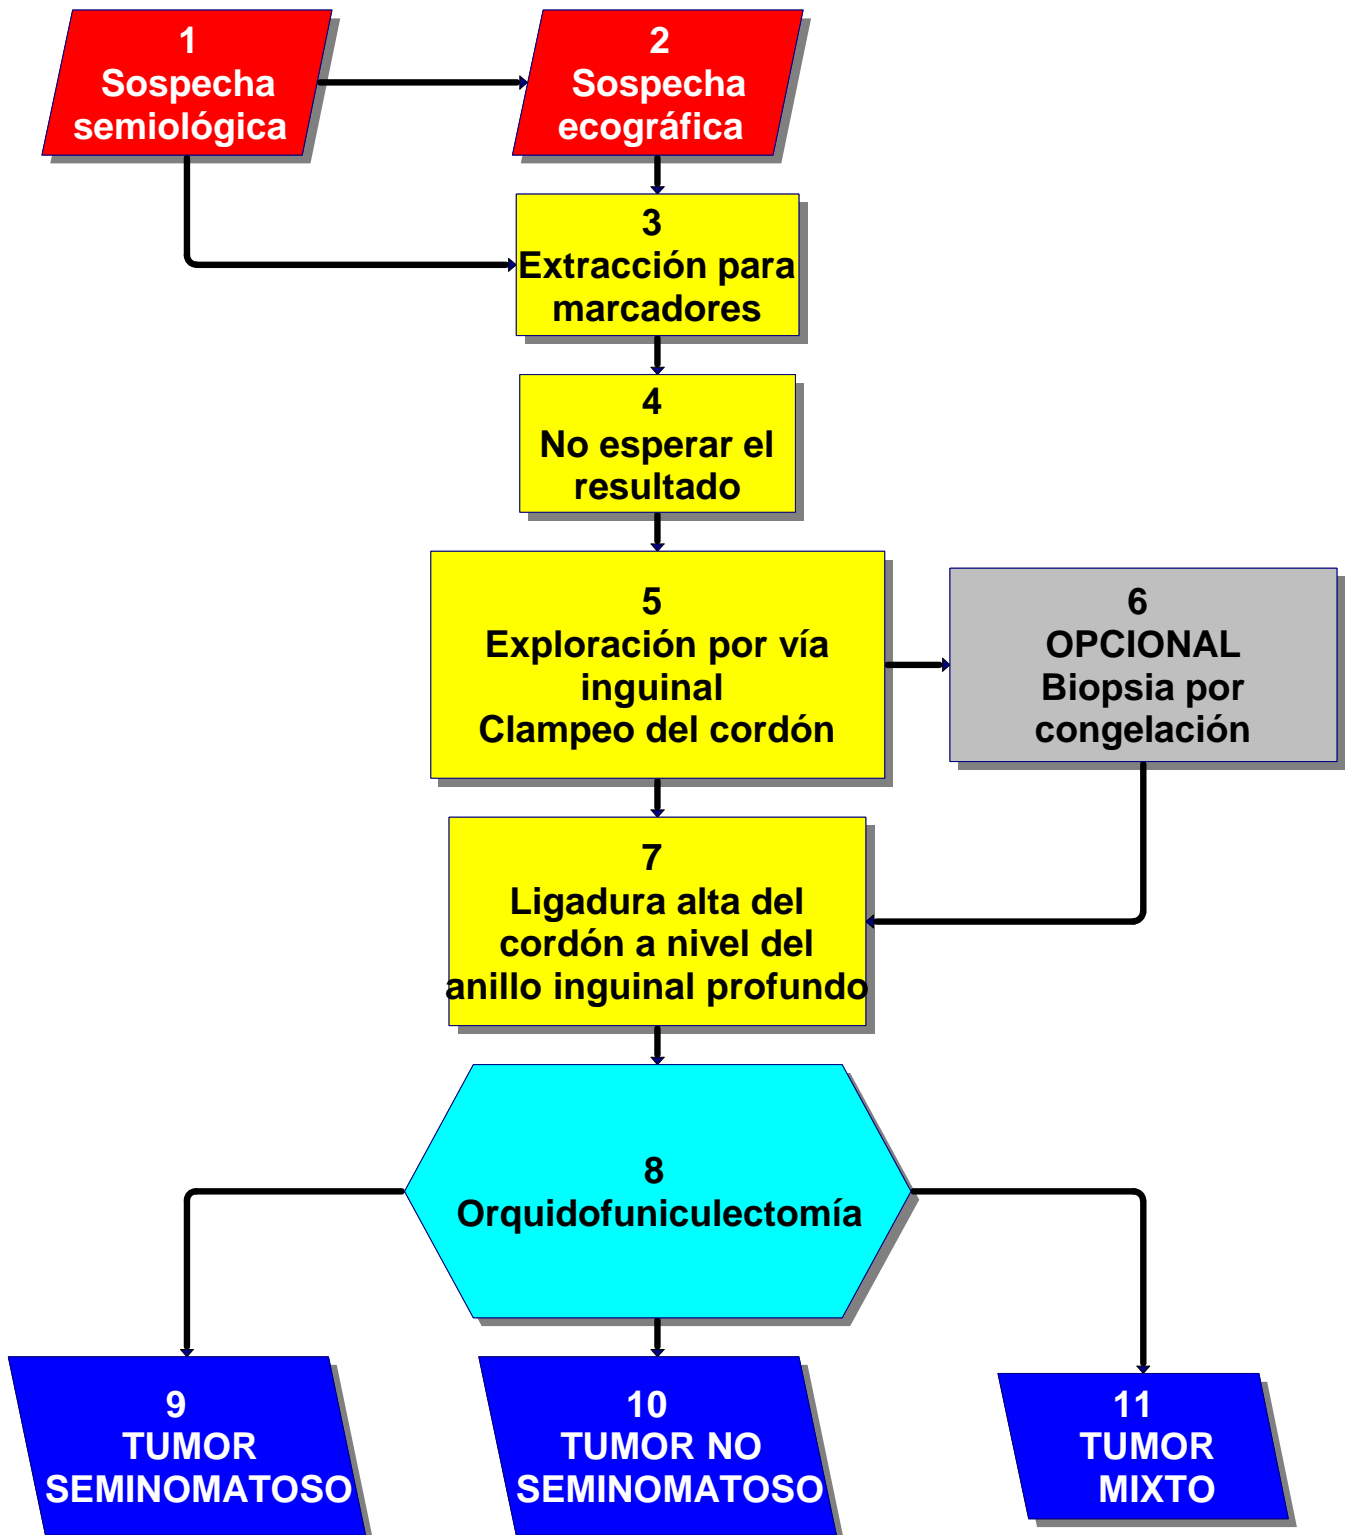 1
Sospecha
semiológica
2
Sospecha
ecográfica
3
Extracción para
marcadores
4
No esperar el
resultado
5
Exploración por vía
inguinal
Clampeo del cordón
6
OPCIONAL
Biopsia por
congelación
7
Ligadura alta del
cordón a nivel del
anillo inguinal profundo
8
Orquidofuniculectomía
9
TUMOR
SEMINOMATOSO
10
TUMOR NO
SEMINOMATOSO
11
TUMOR
MIXTO